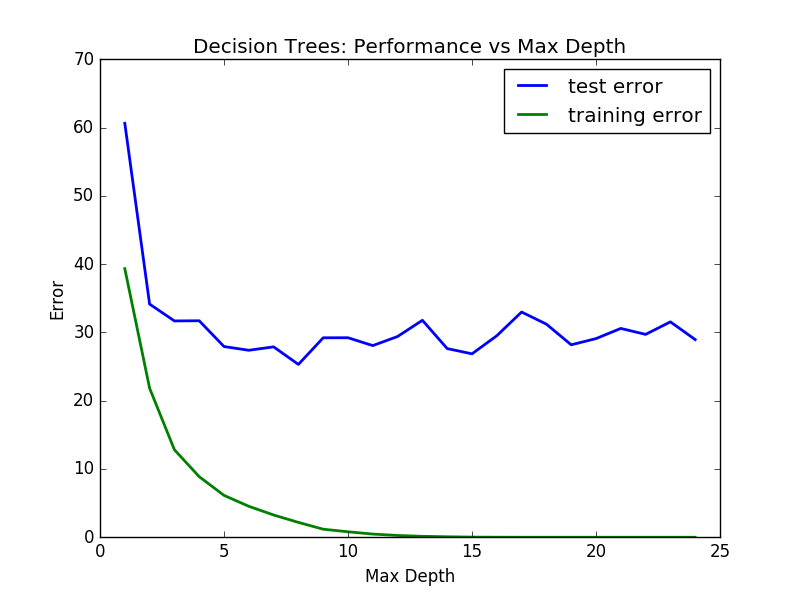 Decision Trees: Performance vs Max Depth
test error
training error
70
60
50
40
30
20
10
0
Error
0 5 10 15 20 25
Max Depth